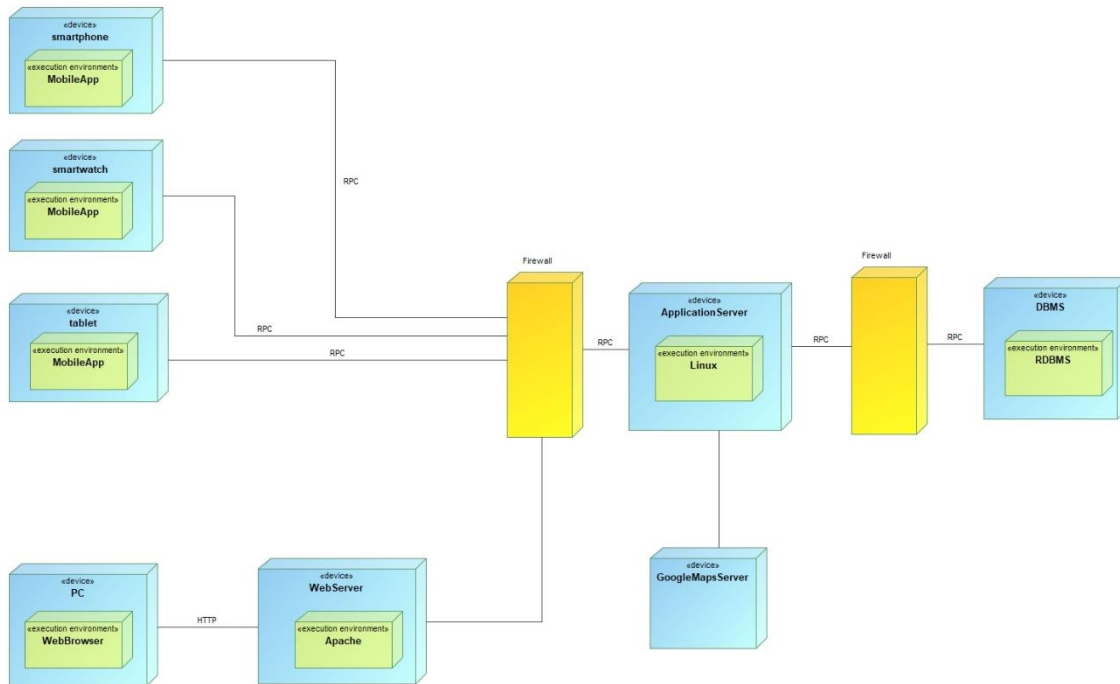 «device»
smartphone
«execution environment»
MobileApp
«device»
smartwatch
«execution environment»
MobileApp
«device»
tablet
«execution environment»
MobileApp
RPC
RPC
RPC
Firewall
RPC
«device»
ApplicationServer
«execution environment»
Linux
RPC
Firewall
RPC
«device»
DBMS
«execution environment»
RDBMS
«device»
PC
«execution environment»
WebBrowser
HTTP
«device»
WebServer
«execution environment»
Apache
«device»
GoogleMapsServer